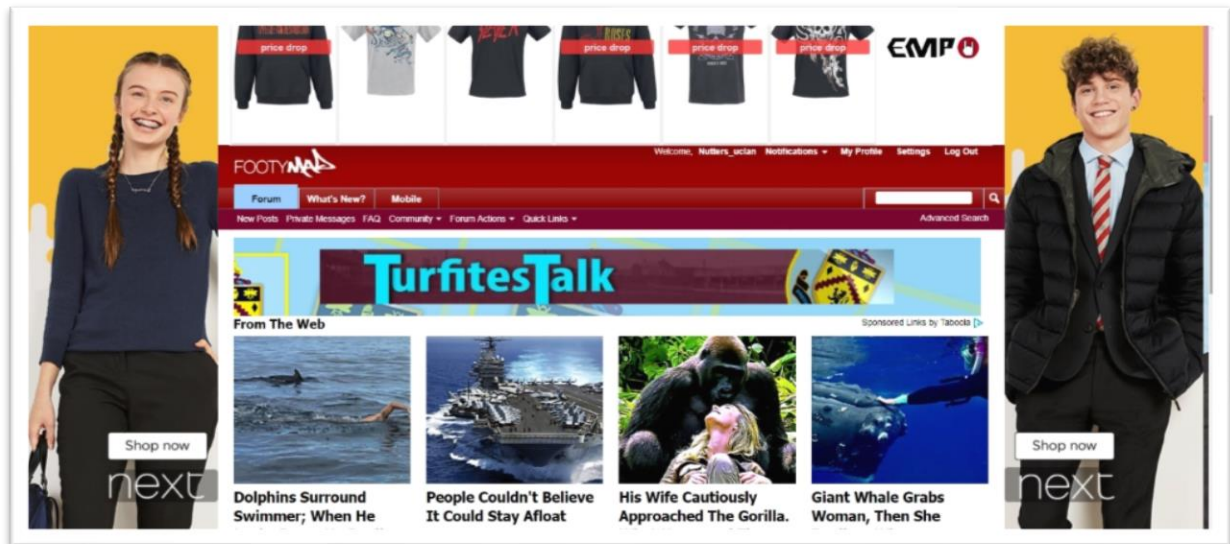 price drop
price drop
price drop
price drop
EMP
SLAYER
ROSES
Welcome, Nutters_uclan Notifications My Profile Settings Log Out
FOOTYMAD
Forum What's New? Mobile
New Posts Private Messages FAQ Community Forum Actions Quick Links Advanced Search
TurfitesTalk
From The Web
Sponsored Links by Taboola
Dolphins Surround
Swimmer; When He
People Couldn't Believe
It Could Stay Afloat
His Wife Cautiously
Approached The Gorilla.
Giant Whale Grabs
Woman, Then She
Shop now
next
Shop now
next